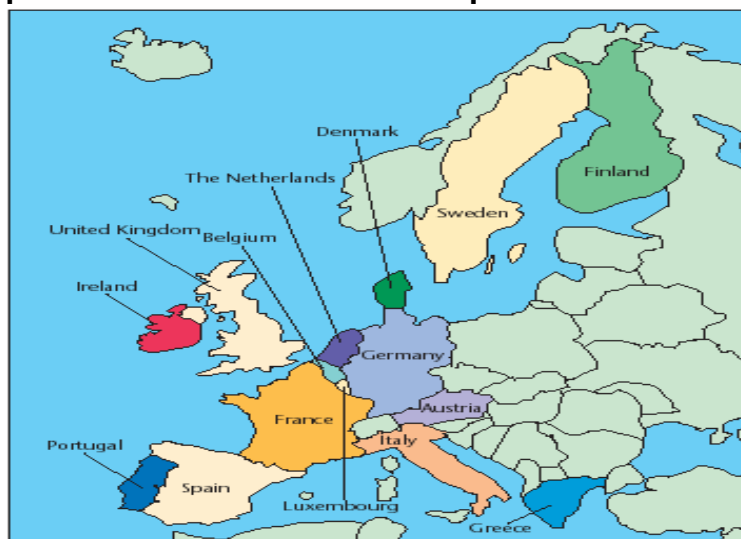 Denmark
The Netherlands
Finland
Sweden
United Kingdom
Belgium
Ireland
Germany
Austria
France
Italy
Portugal
Spain
Luxembourg
Greece